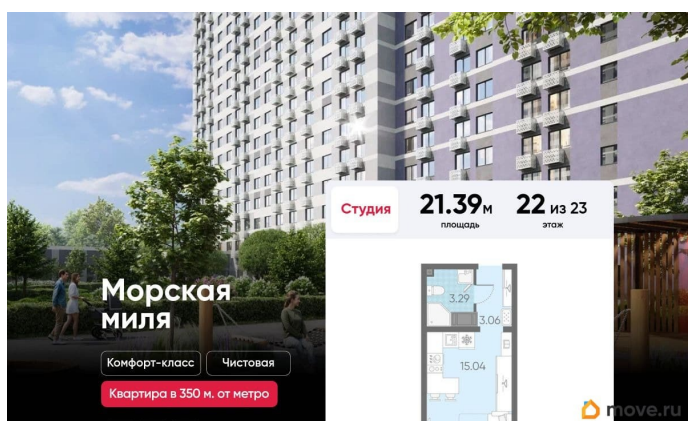 Студия
21.39м
площадь
22 из 23
этаж
Морская
миля
Комфорт-класс
Чистовая
Квартира в 350 м. от метро
3.29
3.06
15.04
move.ru